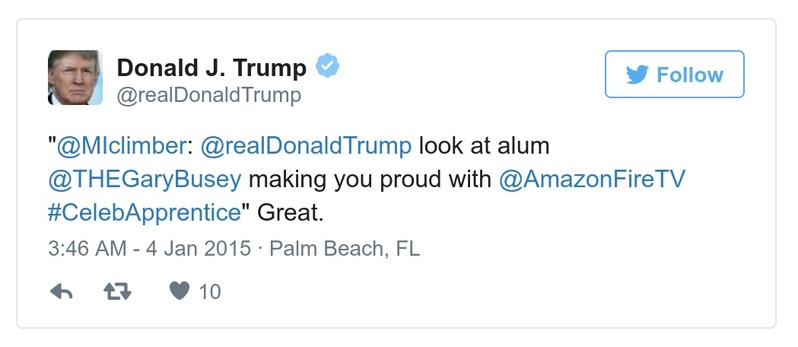 Donald J. Trump
@realDonaldTrump
Follow
"@MIclimber: @realDonaldTrump look at alum
@THEGaryBusey making you proud with @AmazonFireTV
#CelebApprentice" Great.
3:46 AM - 4 Jan 2015 · Palm Beach, FL
10